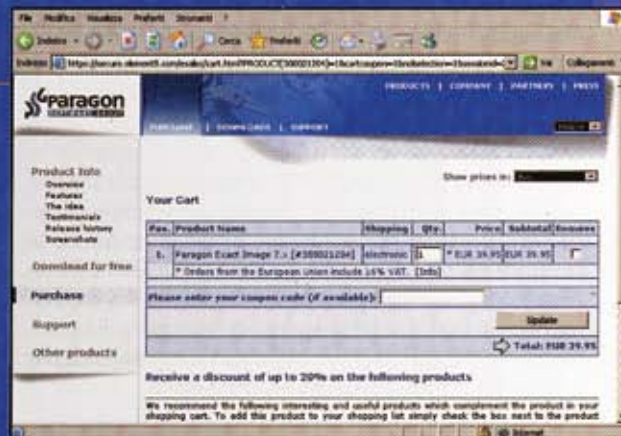 File Modifica Visualizza Preferiti Strumenti ?
Indietro Cerca Preferiti
Indirizzo Vai Collegamenti
Paragon
SOFTWARE GROUP
PRODUCTS | COMPANY | PARTNERS | PRESS
PURCHASE | DOWNLOADS | SUPPORT
Product Info
Overview
Features
The idea
Testimonials
Release history
Screenshots
Download for free
Purchase
Support
Other products
Show prices in:
Your Cart
Pos. Product Name Shipping Qty. Price Subtotal Remove
1. Paragon Exact Image 7.x [#300021204] electronic 1 * EUR 39.95 EUR 39.95
* Orders from the European Union include 16% VAT. [Info]
Please enter your coupon code (if available):
Update
Total: EUR 39.95
Receive a discount of up to 20% on the following products
We recommend the following interesting and useful products which complement the product in your
shopping cart. To add this product to your shopping list simply check the box next to the product
Internet